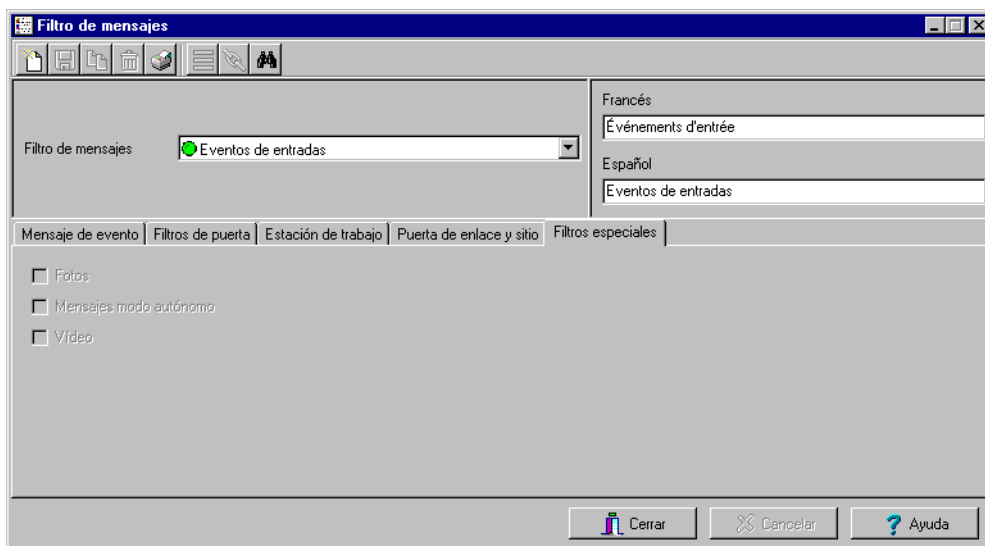 Filtro de mensajes
Francés
Événements d'entrée
Filtro de mensajes
Eventos de entradas
Español
Eventos de entradas
Mensaje de evento
Filtros de puerta
Estación de trabajo
Puerta de enlace y sitio
Filtros especiales
Fotos
Mensajes modo autónomo
Vídeo
Cerrar
Cancelar
Ayuda